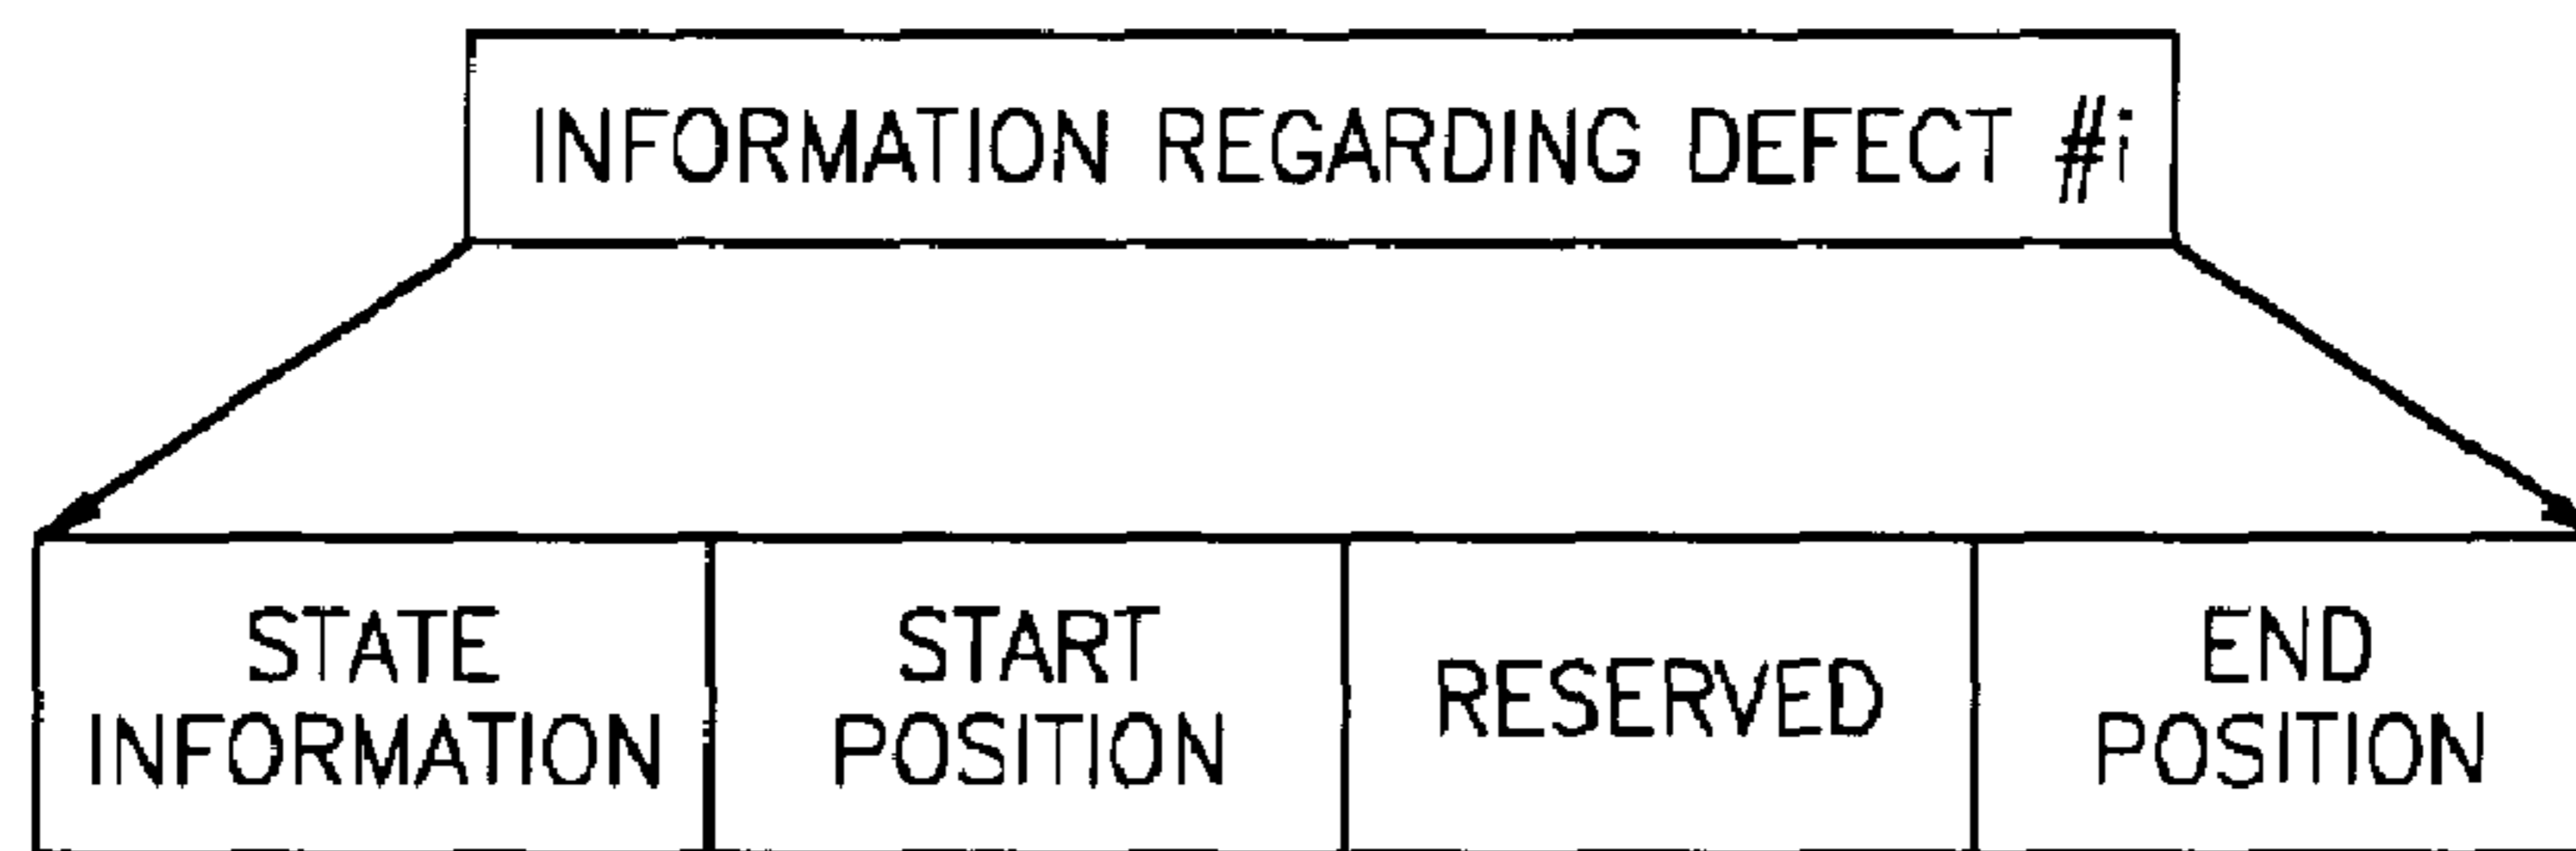 INFORMATION REGARDING DEFECT #i
STATE
INFORMATION
START
POSITION
RESERVED
END
POSITION